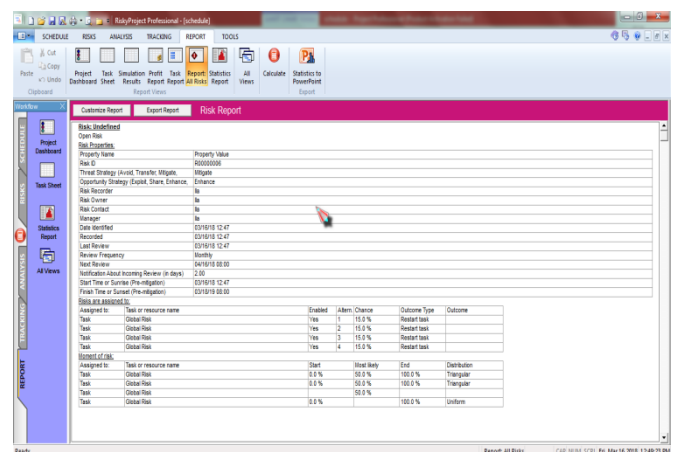 RiskyProject Professional - [schedule]
SCHEDULE RISKS ANALYSIS TRACKING REPORT TOOLS
Paste
Cut
Copy
Undo
Project Dashboard
Task Sheet
Simulation Results
Profit Report
Task Report
Report: All Risks
Statistics Report
All Views
Calculate
Statistics to PowerPoint
Clipboard Report Views Export
Workflow
Customize Report Export Report Risk Report
SCHEDULE
RISKS
ANALYSIS
TRACKING
REPORT
Project
Dashboard
Task Sheet
Statistics
Report
All Views
Risk: Undefined
Open Risk
Risk Properties:
Property Name Property Value
Risk ID R00000006
Threat Strategy (Avoid, Transfer, Mitigate, Mitigate
Opportunity Strategy (Exploit, Share, Enhance, Enhance
Risk Recorder
Risk Owner
Risk Contact
Manager
Date Identified 03/16/18 12:47
Recorded 03/16/18 12:47
Last Review 03/16/18 12:47
Review Frequency Monthly
Next Review 04/16/18 08:00
Notification About Incoming Review (in days) 2.00
Start Time or Sunrise (Pre-mitigation) 03/16/18 12:47
Finish Time or Sunset (Pre-mitigation) 03/18/19 08:00
Risks are assigned to:
Assigned to: Task or resource name Enabled Altern. Chance Outcome Type Outcome
Task Global Risk Yes 1 15.0 % Restart task
Task Global Risk Yes 2 15.0 % Restart task
Task Global Risk Yes 3 15.0 % Restart task
Task Global Risk Yes 4 15.0 % Restart task
Moment of risk:
Assigned to: Task or resource name Start Most likely End Distribution
Task Global Risk 0.0 % 50.0 % 100.0 % Triangular
Task Global Risk 0.0 % 50.0 % 100.0 % Triangular
Task Global Risk 50.0 %
Task Global Risk 0.0 % 100.0 % Uniform
Ready Report: All Risks CAP NUM SCRL Fri, Mar 16 2018 12:49:23 PM